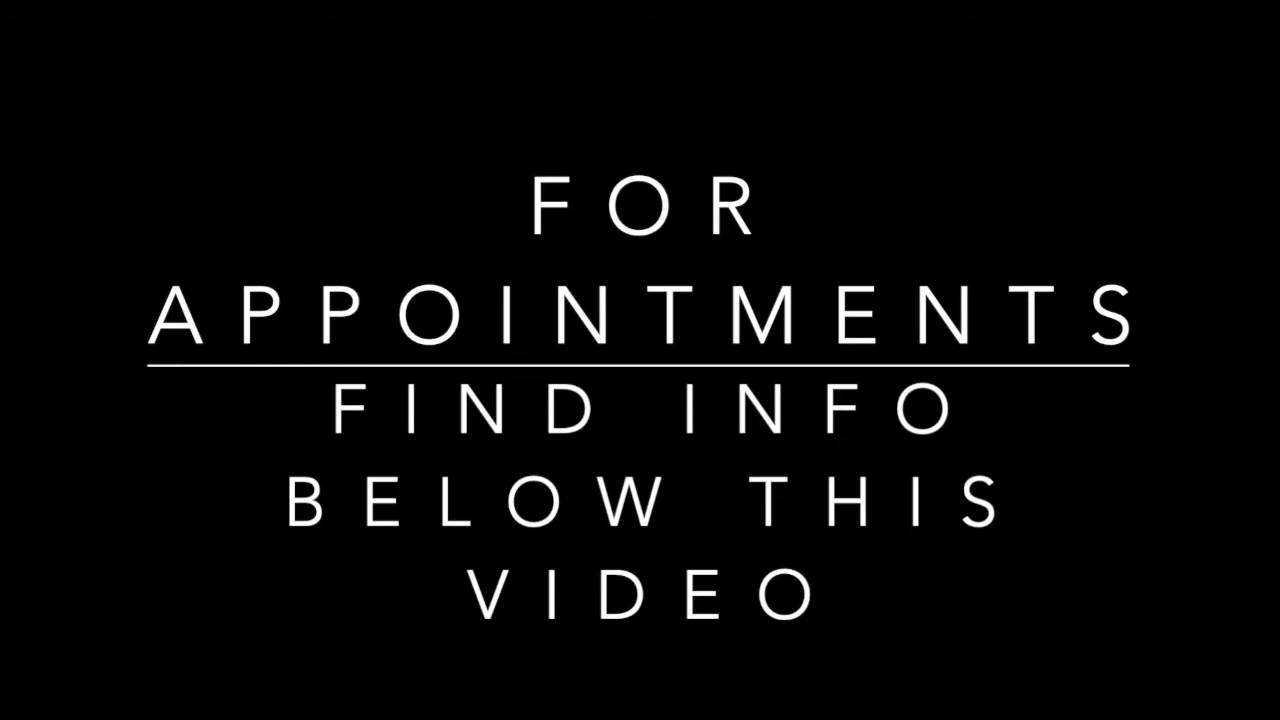 FOR
APPOINTMENTS
FIND INFO
BELOW THIS
VIDEO